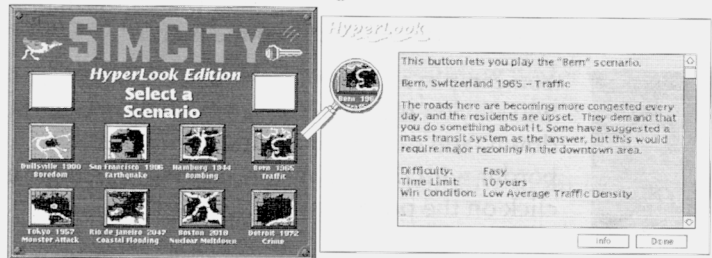 SIMCITY
HyperLook Edition
Select a
Scenario
Dullsville 1900
Boredom
San Francisco 1906
Earthquake
Hamburg 1944
Bombing
Bern 1965
Traffic
Tokyo 1957
Monster Attack
Rio de Janeiro 2047
Coastal Flooding
Boston 2010
Nuclear Meltdown
Detroit 1972
Crime
HyperLook
Bern 196
This button lets you play the "Bern" scenario.
Bern, Switzerland 1965 -- Traffic
The roads here are becoming more congested every
day, and the residents are upset. They demand that
you do something about it. Some have suggested a
mass transit system as the answer, but this would
require major rezoning in the downtown area.
Difficulty: Easy
Time Limit: 10 years
Win Condition: Low Average Traffic Density
Info
Done